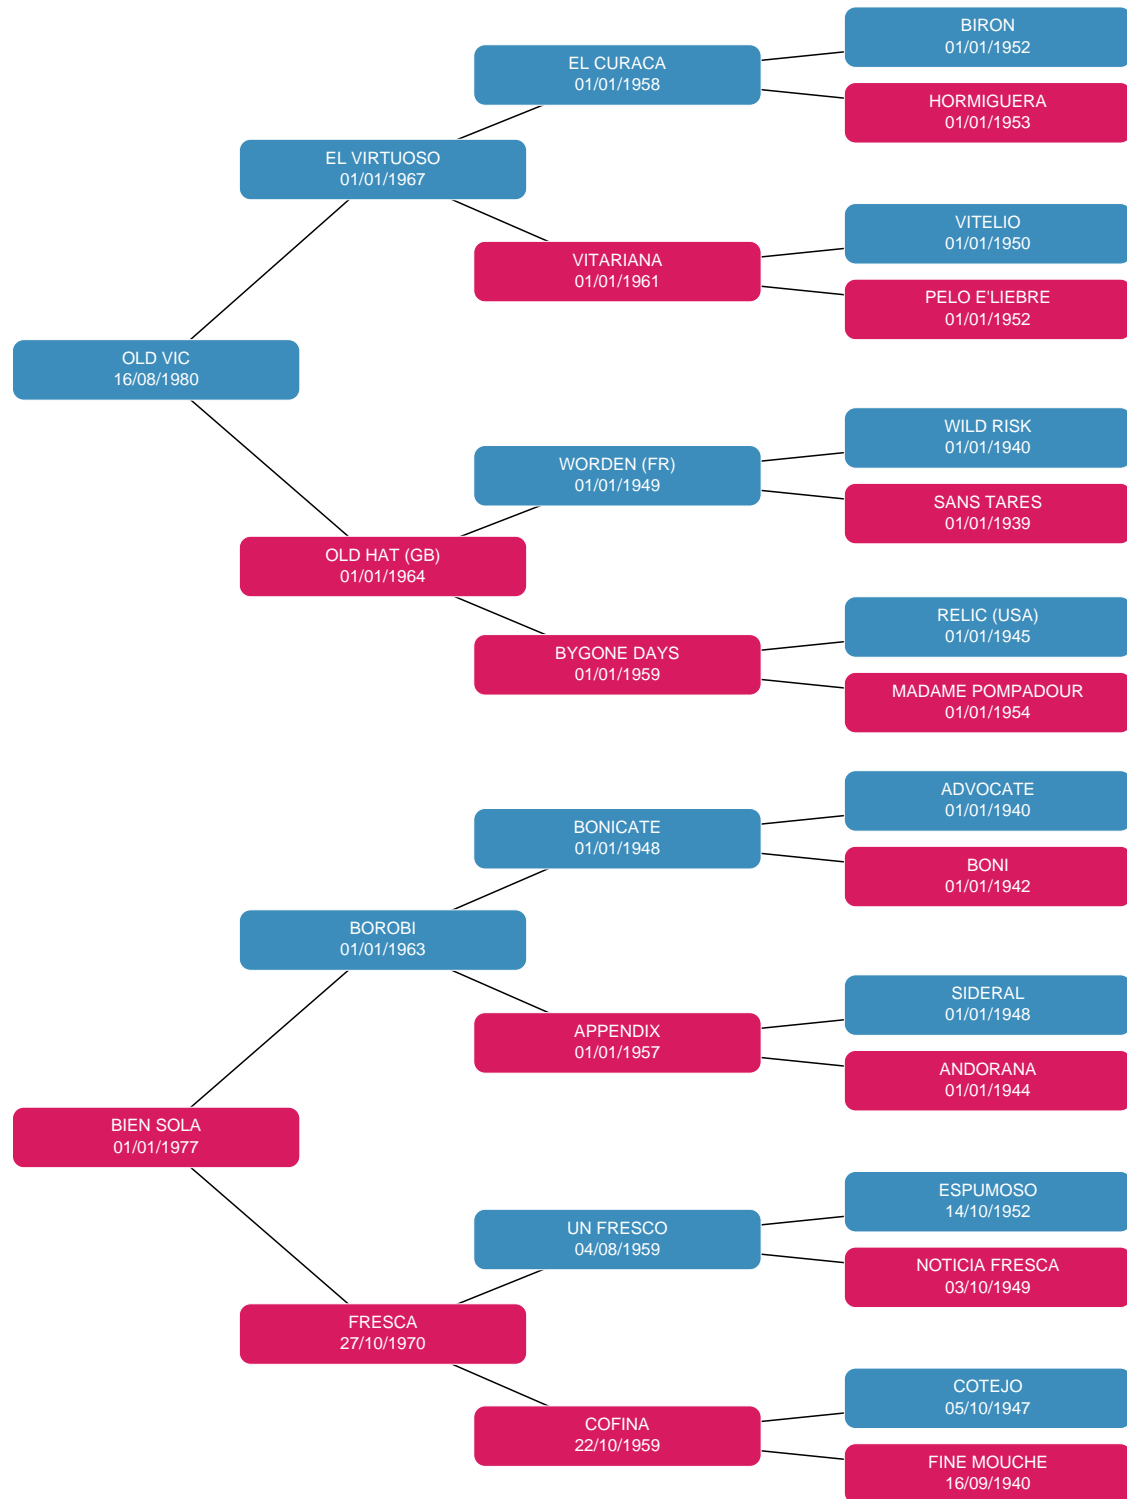 BIRON
01/01/1952
EL CURACA
01/01/1958
HORMIGUERA
01/01/1953
EL VIRTUOSO
01/01/1967
VITELIO
01/01/1950
VITARIANA
01/01/1961
PELO E'LIEBRE
01/01/1952
OLD VIC
16/08/1980
WILD RISK
01/01/1940
WORDEN (FR)
01/01/1949
SANS TARES
01/01/1939
OLD HAT (GB)
01/01/1964
RELIC (USA)
01/01/1945
BYGONE DAYS
01/01/1959
MADAME POMPADOUR
01/01/1954
ADVOCATE
01/01/1940
BONICATE
01/01/1948
BONI
01/01/1942
BOROBI
01/01/1963
SIDERAL
01/01/1948
APPENDIX
01/01/1957
ANDORANA
01/01/1944
BIEN SOLA
01/01/1977
ESPUMOSO
14/10/1952
UN FRESCO
04/08/1959
NOTICIA FRESCA
03/10/1949
FRESCA
27/10/1970
COTEJO
05/10/1947
COFINA
22/10/1959
FINE MOUCHE
16/09/1940